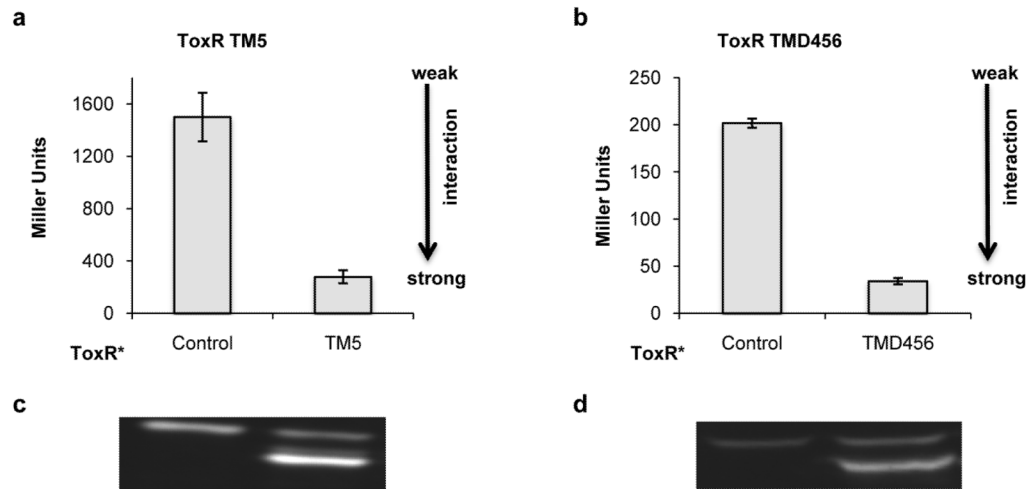 a
ToxR TM5
Miller Units
1600
1200
800
400
0
weak
interaction
strong
ToxR*
Control
TM5
b
ToxR TMD456
Miller Units
250
200
150
100
50
0
weak
interaction
strong
ToxR*
Control
TMD456
c
d